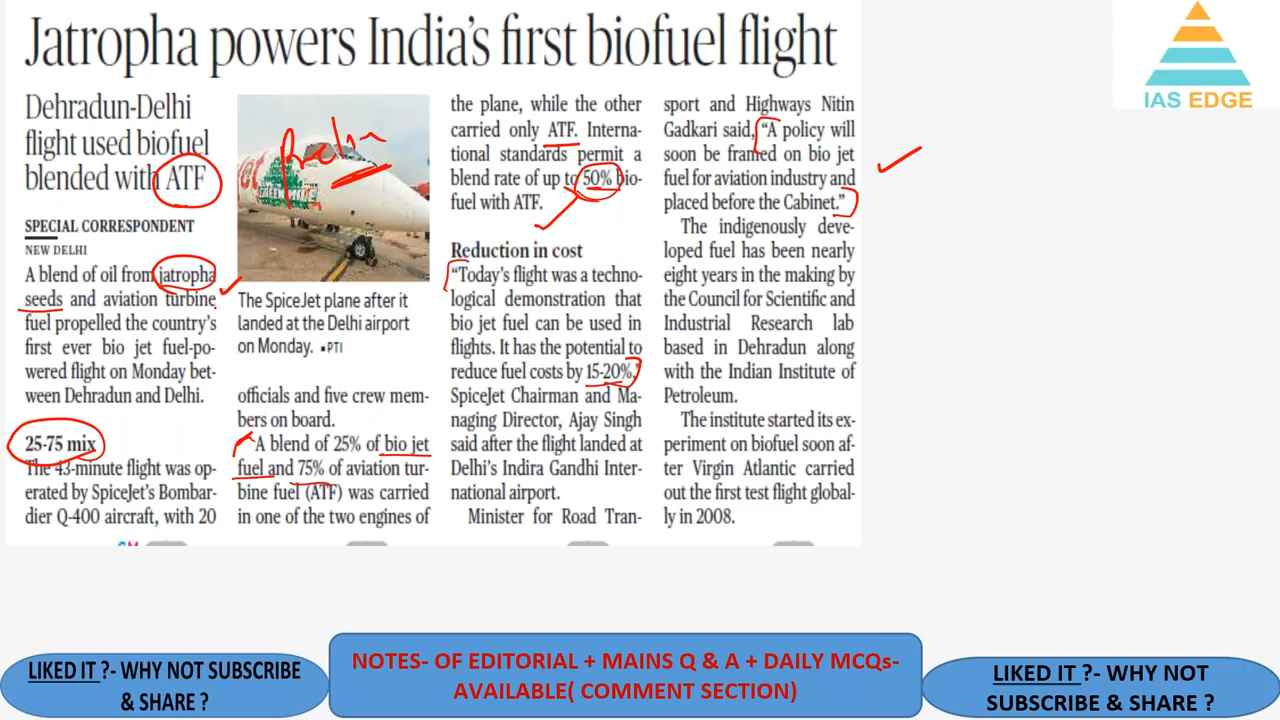 Jatropha powers India's first biofuel flight
IAS EDGE
Dehradun-Delhi
flight used biofuel
blended with ATF
SPECIAL CORRESPONDENT
NEW DELHI
A blend of oil from jatropha
seeds and aviation turbine
fuel propelled the country's
first ever bio jet fuel-po-
wered flight on Monday bet-
ween Dehradun and Delhi.
25-75 mix
The 43-minute flight was op-
erated by SpiceJet's Bombar-
dier Q-400 aircraft, with 20
Prelim
The SpiceJet plane after it
landed at the Delhi airport
on Monday. ▪PTI
officials and five crew mem-
bers on board.
A blend of 25% of bio jet
fuel and 75% of aviation tur-
bine fuel (ATF) was carried
in one of the two engines of
the plane, while the other
carried only ATF. Interna-
tional standards permit a
blend rate of up to 50% bio-
fuel with ATF.
Reduction in cost
"Today's flight was a techno-
logical demonstration that
bio jet fuel can be used in
flights. It has the potential to
reduce fuel costs by 15-20%,"
SpiceJet Chairman and Ma-
naging Director, Ajay Singh
said after the flight landed at
Delhi's Indira Gandhi Inter-
national airport.
Minister for Road Tran-
sport and Highways Nitin
Gadkari said, "A policy will
soon be framed on bio jet
fuel for aviation industry and
placed before the Cabinet."
The indigenously deve-
loped fuel has been nearly
eight years in the making by
the Council for Scientific and
Industrial Research lab
based in Dehradun along
with the Indian Institute of
Petroleum.
The institute started its ex-
periment on biofuel soon af-
ter Virgin Atlantic carried
out the first test flight global-
ly in 2008.
LIKED IT ?- WHY NOT SUBSCRIBE
& SHARE ?
NOTES- OF EDITORIAL + MAINS Q & A + DAILY MCQs-
AVAILABLE( COMMENT SECTION)
LIKED IT ?- WHY NOT
SUBSCRIBE & SHARE ?